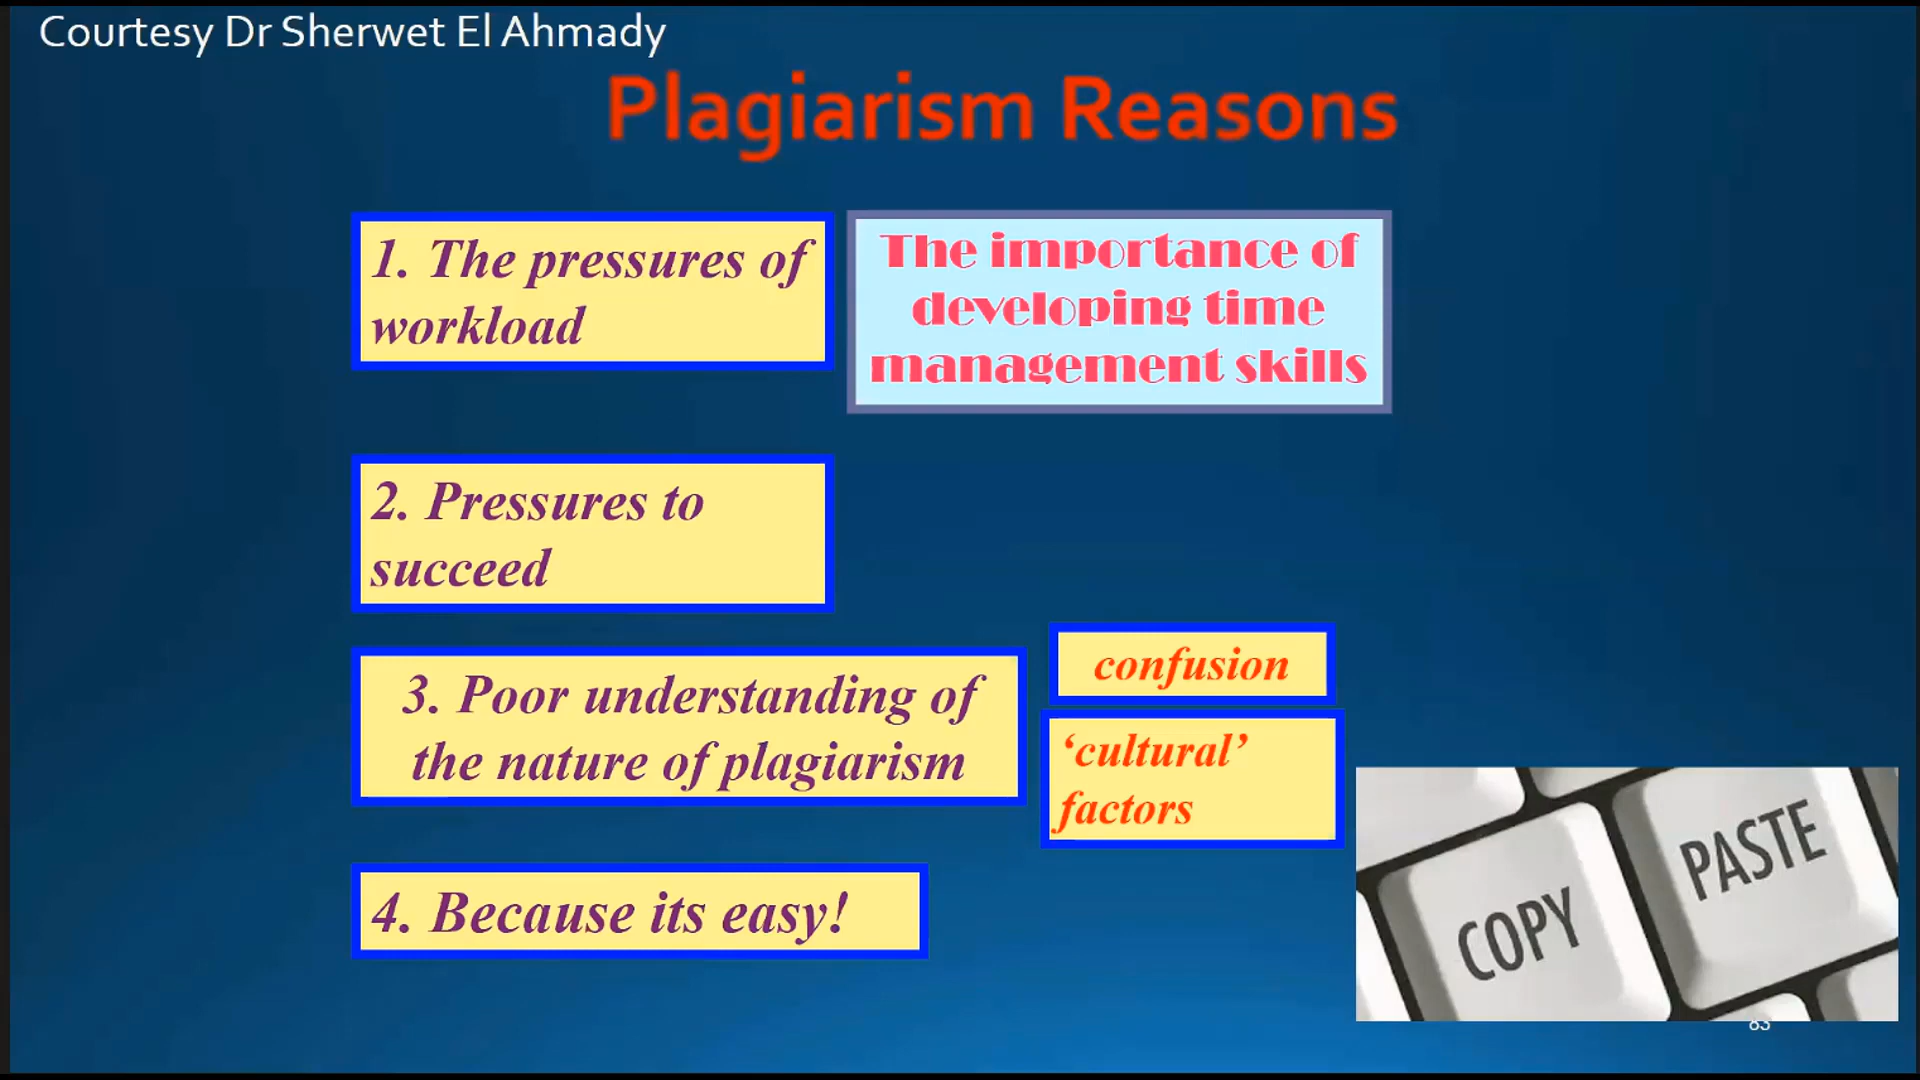 Courtesy Dr Sherwet El Ahmady
Plagiarism Reasons
1. The pressures of
workload
The importance of
developing time
management skills
2. Pressures to
succeed
3. Poor understanding of
the nature of plagiarism
confusion
‘cultural’
factors
4. Because its easy!
COPY
PASTE
83